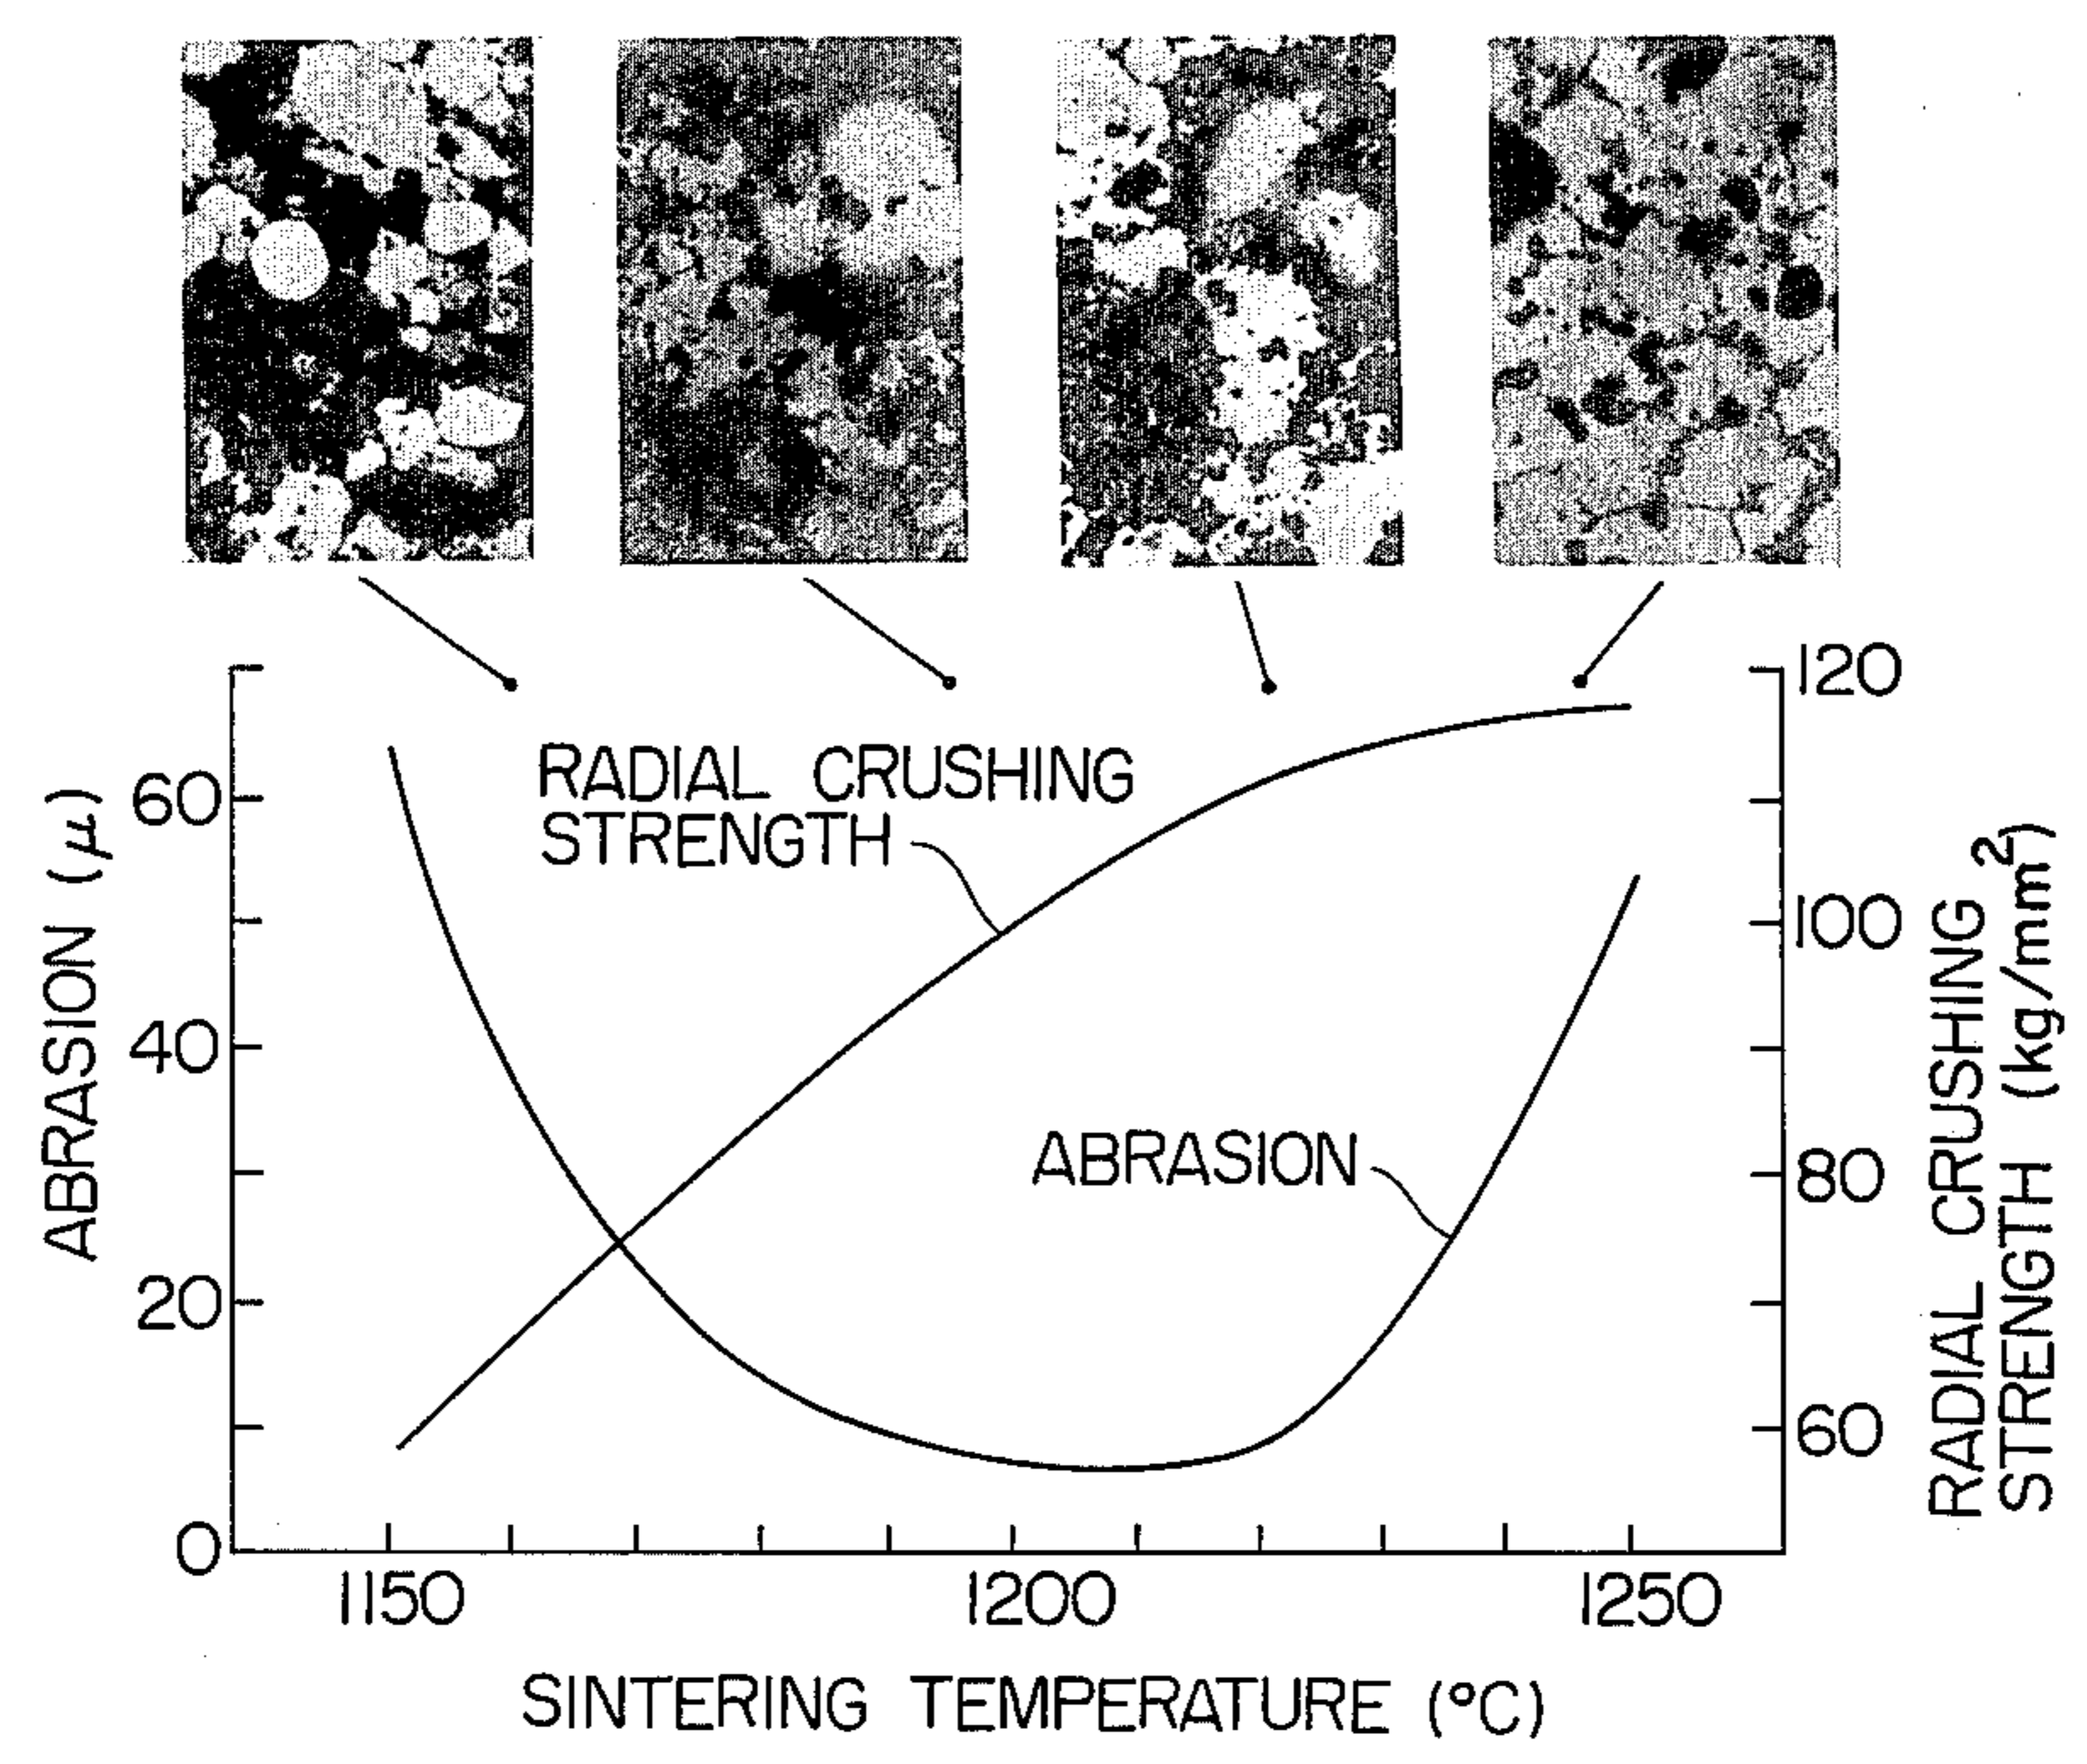 RADIAL CRUSHING
STRENGTH
ABRASION
ABRASION (μ)
60
40
20
0
120
100
80
60
RADIAL CRUSHING
STRENGTH (kg/mm²)
1150
1200
1250
SINTERING TEMPERATURE (°C)